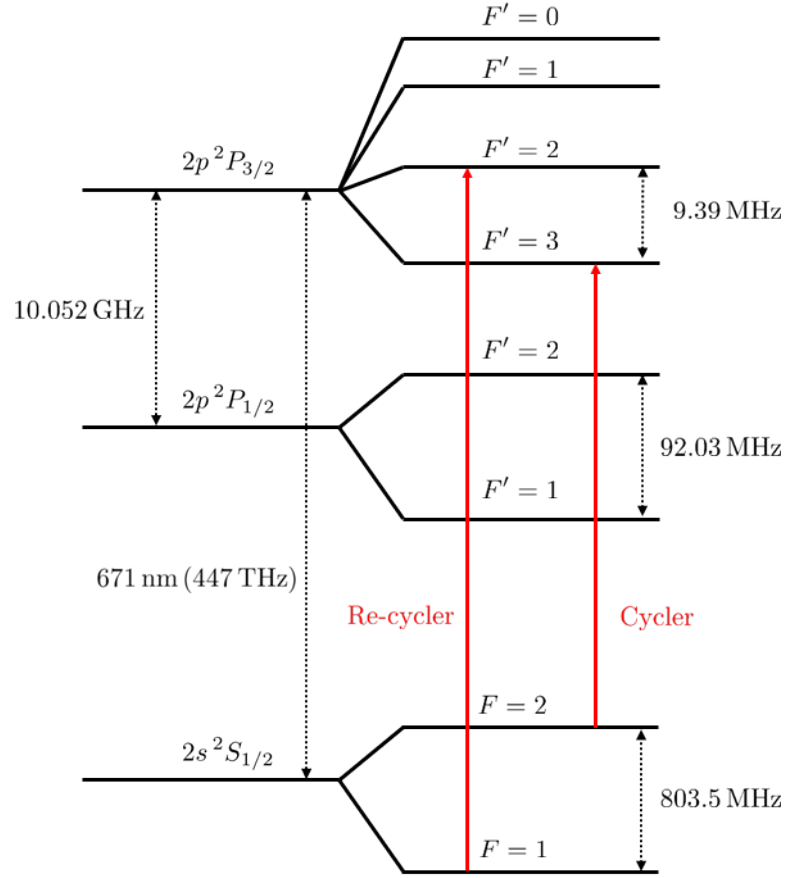 F′ = 0
F′ = 1
F′ = 2
2p ²P₃/₂
9.39 MHz
F′ = 3
10.052 GHz
F′ = 2
2p ²P₁/₂
92.03 MHz
F′ = 1
671 nm (447 THz)
Re-cycler
Cycler
F = 2
2s ²S₁/₂
803.5 MHz
F = 1